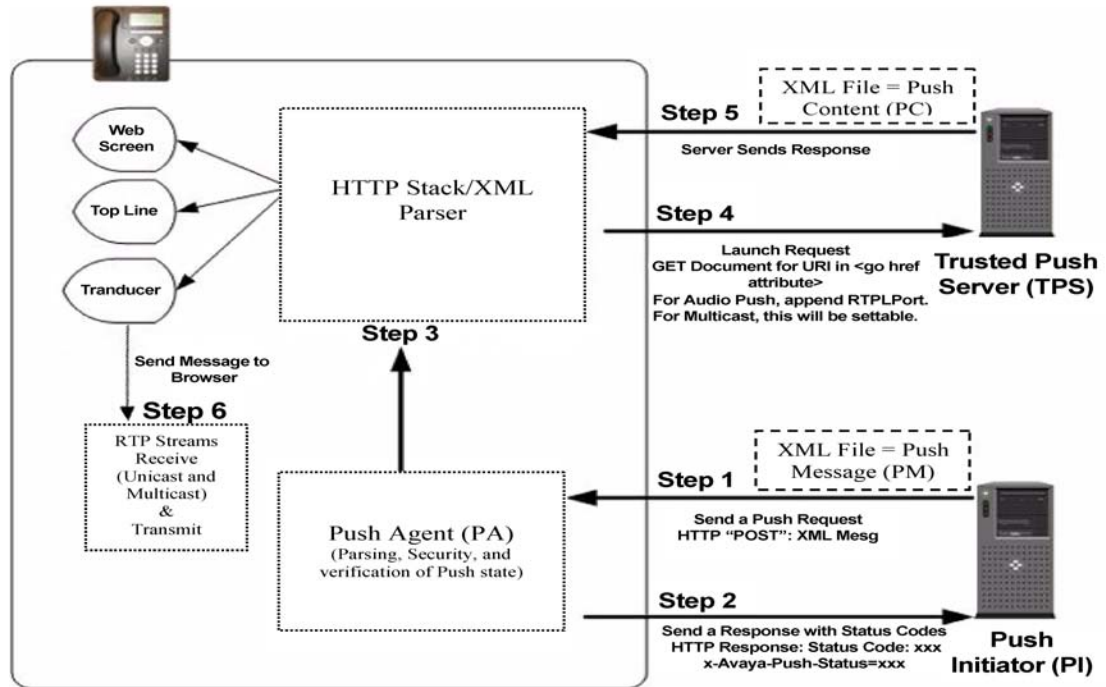 Web
Screen
Top Line
Tranducer
Send Message to
Browser
Step 6
RTP Streams
Receive
(Unicast and
Multicast)
&
Transmit
HTTP Stack/XML
Parser
Step 3
Push Agent (PA)
(Parsing, Security, and
verification of Push state)
Step 5
XML File = Push
Content (PC)
Server Sends Response
Step 4
Launch Request
GET Document for URI in <go href
attribute>
For Audio Push, append RTPLPort.
For Multicast, this will be settable.
Trusted Push
Server (TPS)
XML File = Push
Message (PM)
Step 1
Send a Push Request
HTTP “POST”: XML Mesg
Step 2
Send a Response with Status Codes
HTTP Response: Status Code: xxx
x-Avaya-Push-Status=xxx
Push
Initiator (PI)